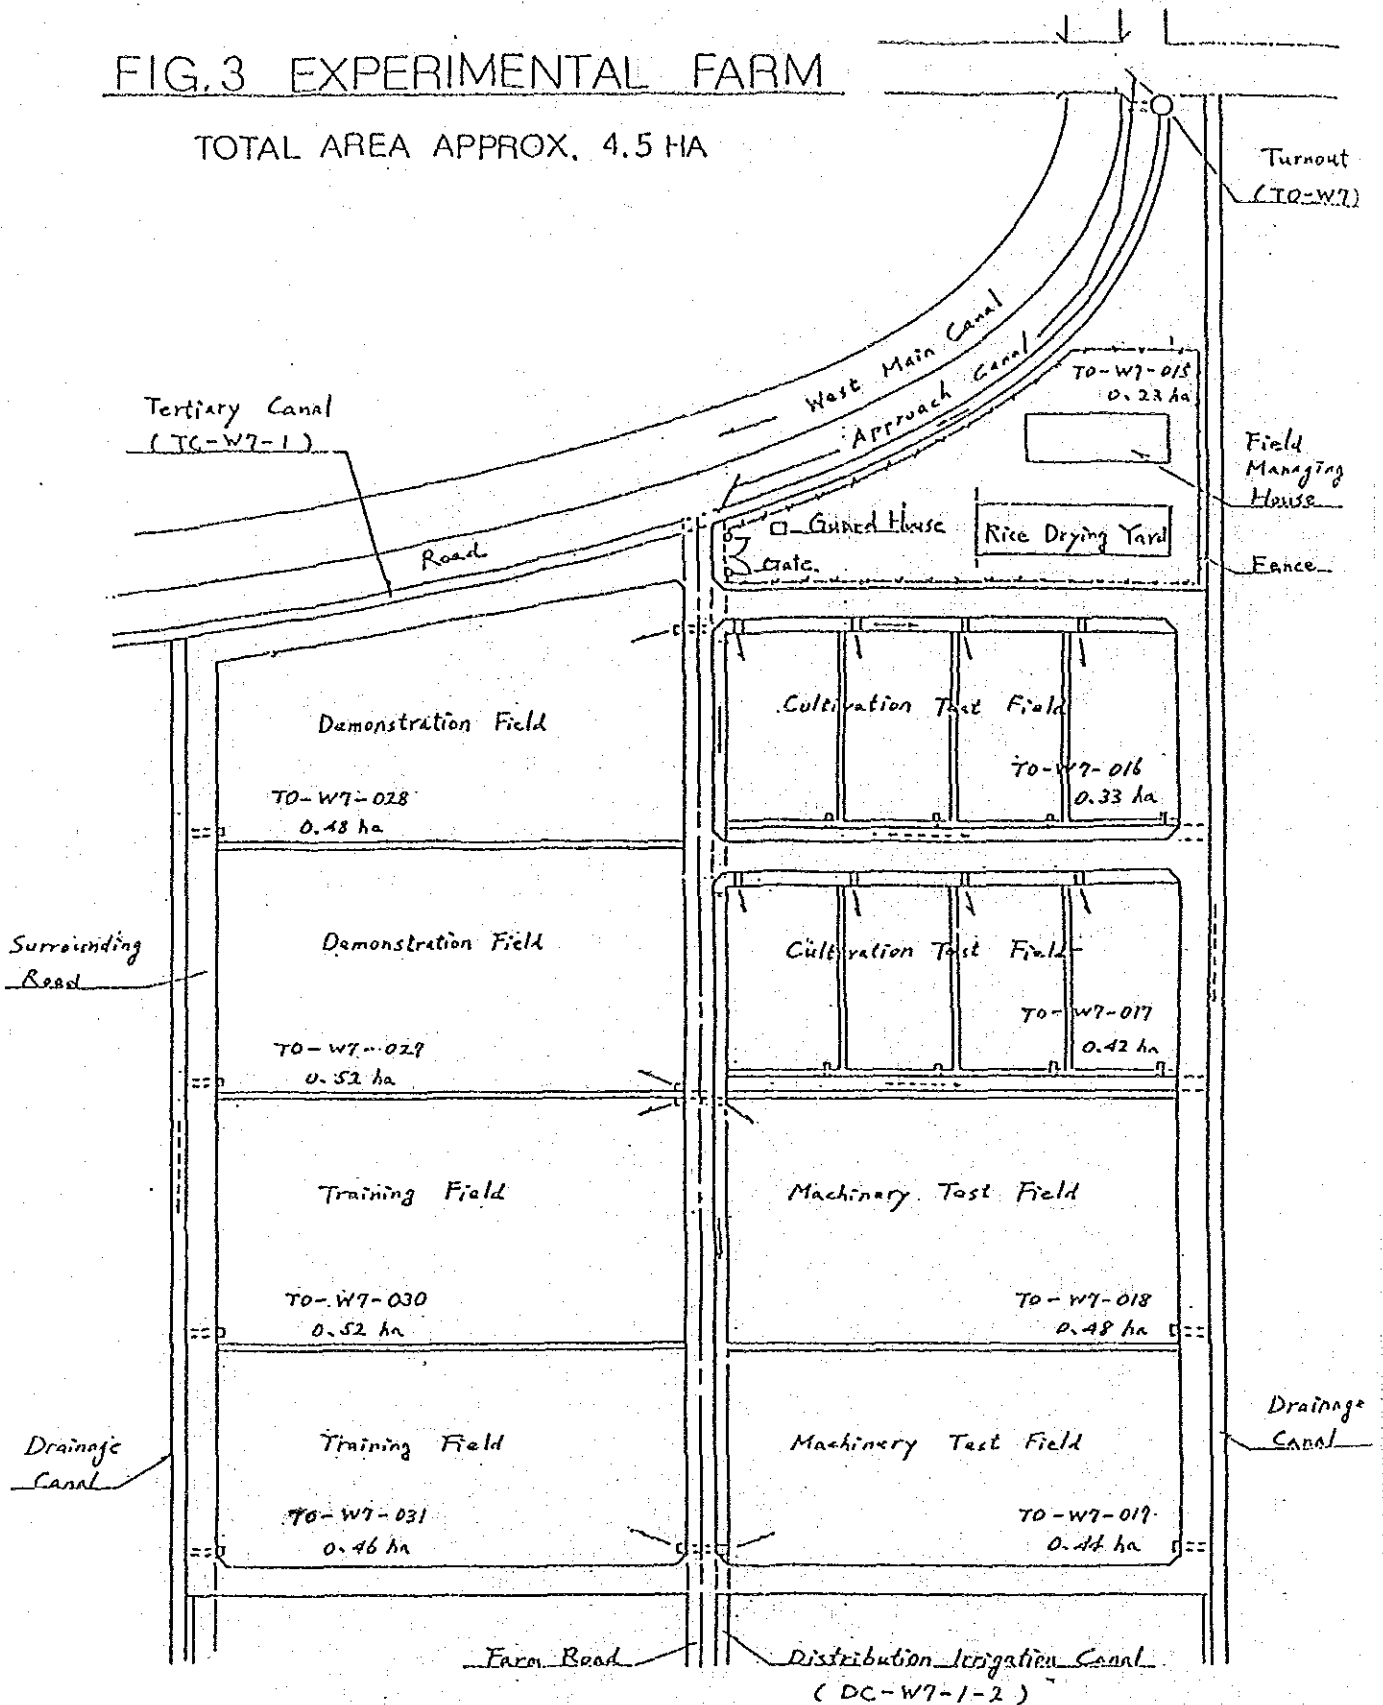 FIG.3 EXPERIMENTAL FARM
TOTAL AREA APPROX. 4.5 HA
Turnout
(TO-W7)
West Main Canal
Approach Canal
TO-W7-015
0.23 ha
Tertiary Canal
(TC-W7-1)
Field
Managing
House
Guard House
Rice Drying Yard
Road
Gate
Fence
Demonstration Field
Cultivation Test Field
TO-W7-016
0.33 ha
TO-W7-028
0.48 ha
Surrounding
Road
Demonstration Field
Cultivation Test Field
TO-W7-017
0.42 ha
TO-W7-029
0.52 ha
Training Field
Machinery Test Field
TO-W7-030
0.52 ha
TO-W7-018
0.48 ha
Drainage
Canal
Training Field
Machinery Test Field
Drainage
Canal
TO-W7-031
0.46 ha
TO-W7-019
0.44 ha
Farm Road
Distribution Irrigation Canal
(DC-W7-1-2)